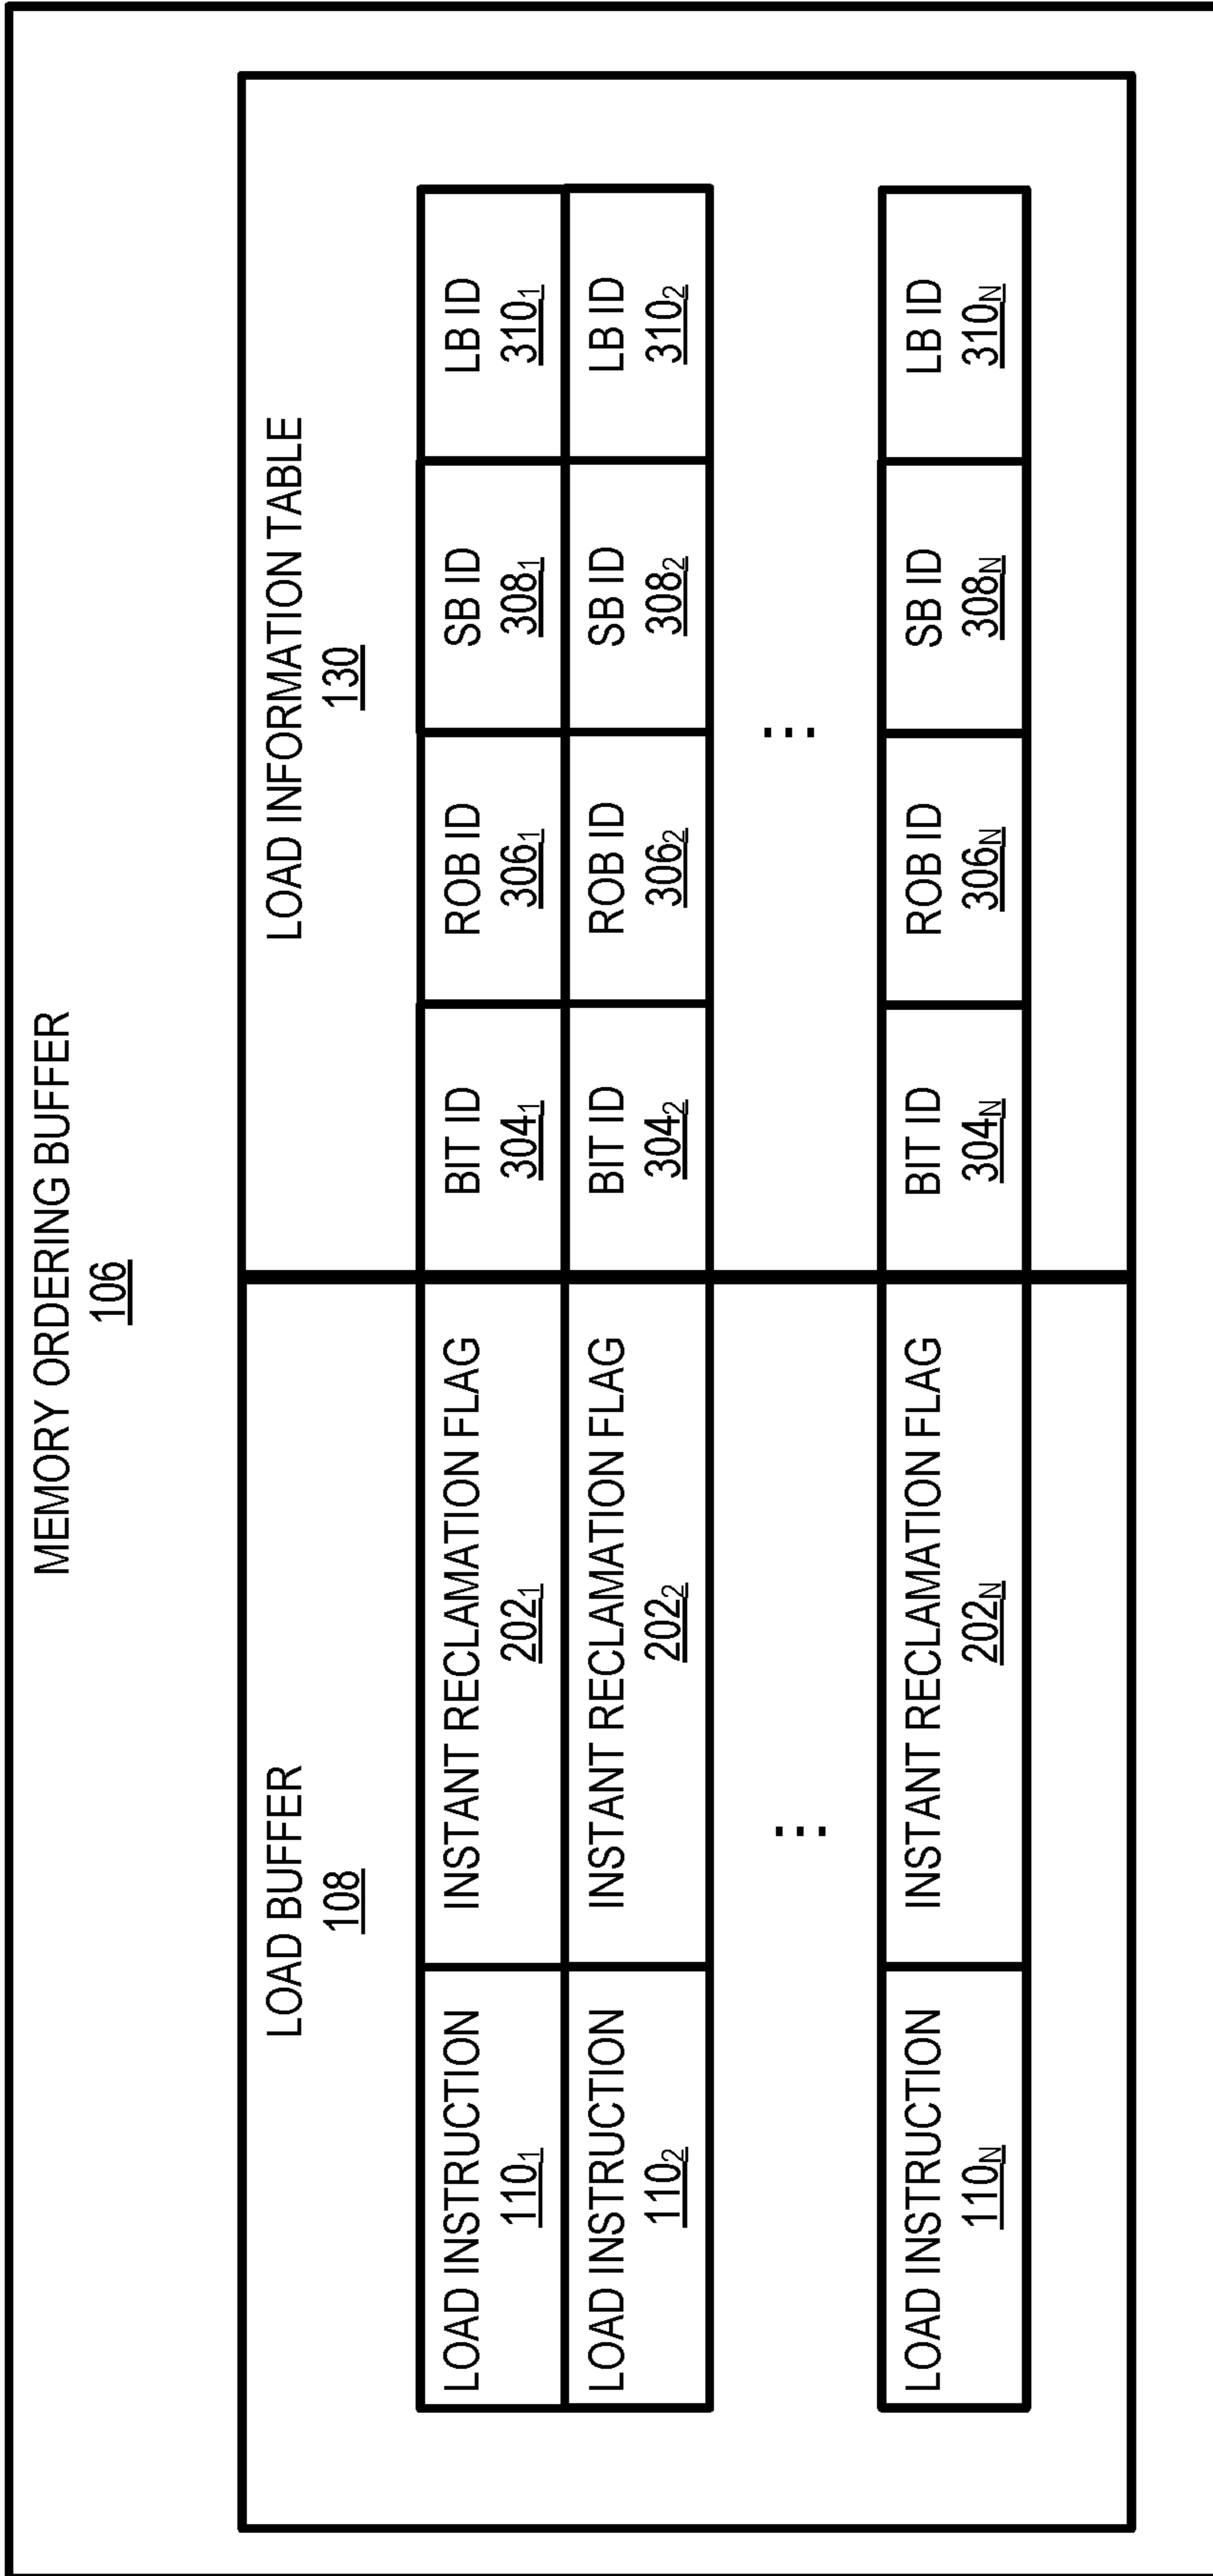 MEMORY ORDERING BUFFER
106
LOAD BUFFER
108
LOAD INSTRUCTION
110₁
INSTANT RECLAMATION FLAG
202₁
LOAD INSTRUCTION
110₂
INSTANT RECLAMATION FLAG
202₂
...
LOAD INSTRUCTION
110N
INSTANT RECLAMATION FLAG
202N
LOAD INFORMATION TABLE
130
BIT ID
304₁
ROB ID
306₁
SB ID
308₁
LB ID
310₁
BIT ID
304₂
ROB ID
306₂
SB ID
308₂
LB ID
310₂
...
BIT ID
304N
ROB ID
306N
SB ID
308N
LB ID
310N